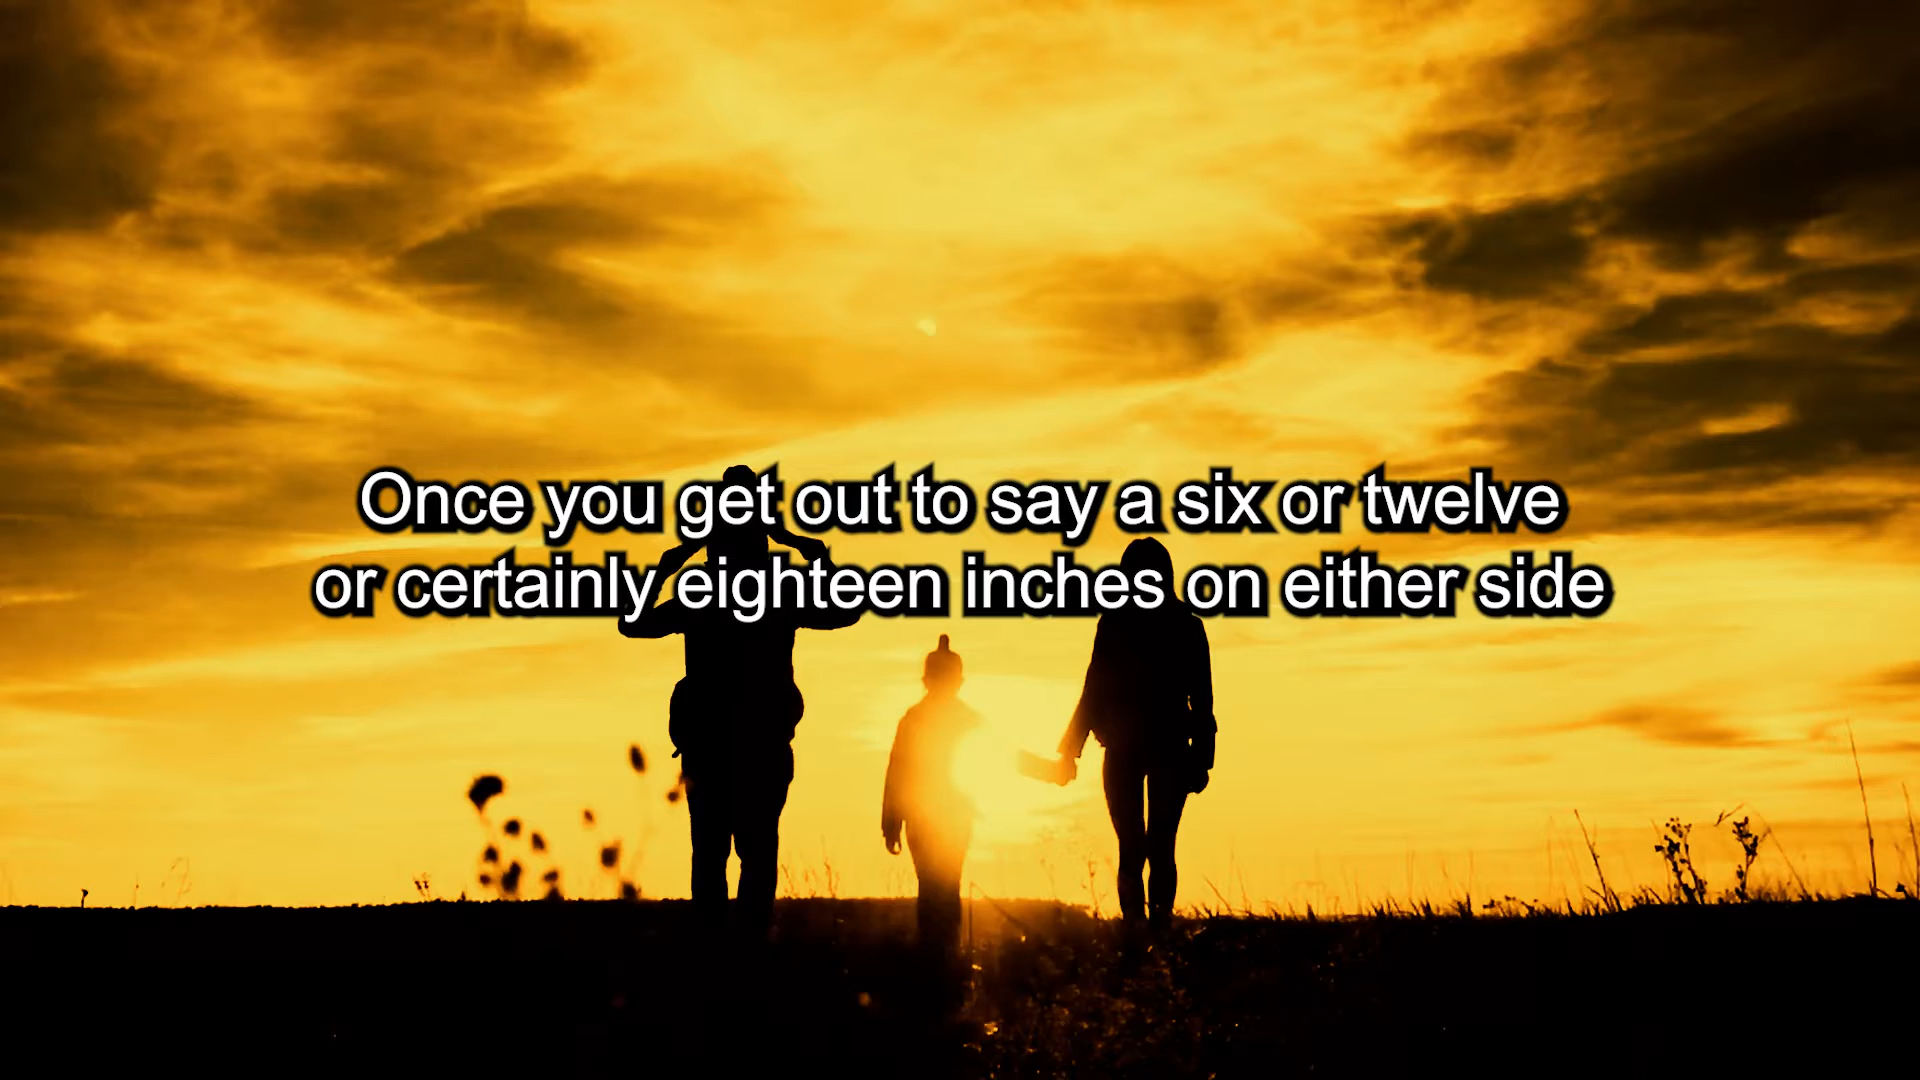 Once you get out to say a six or twelve
or certainly eighteen inches on either side